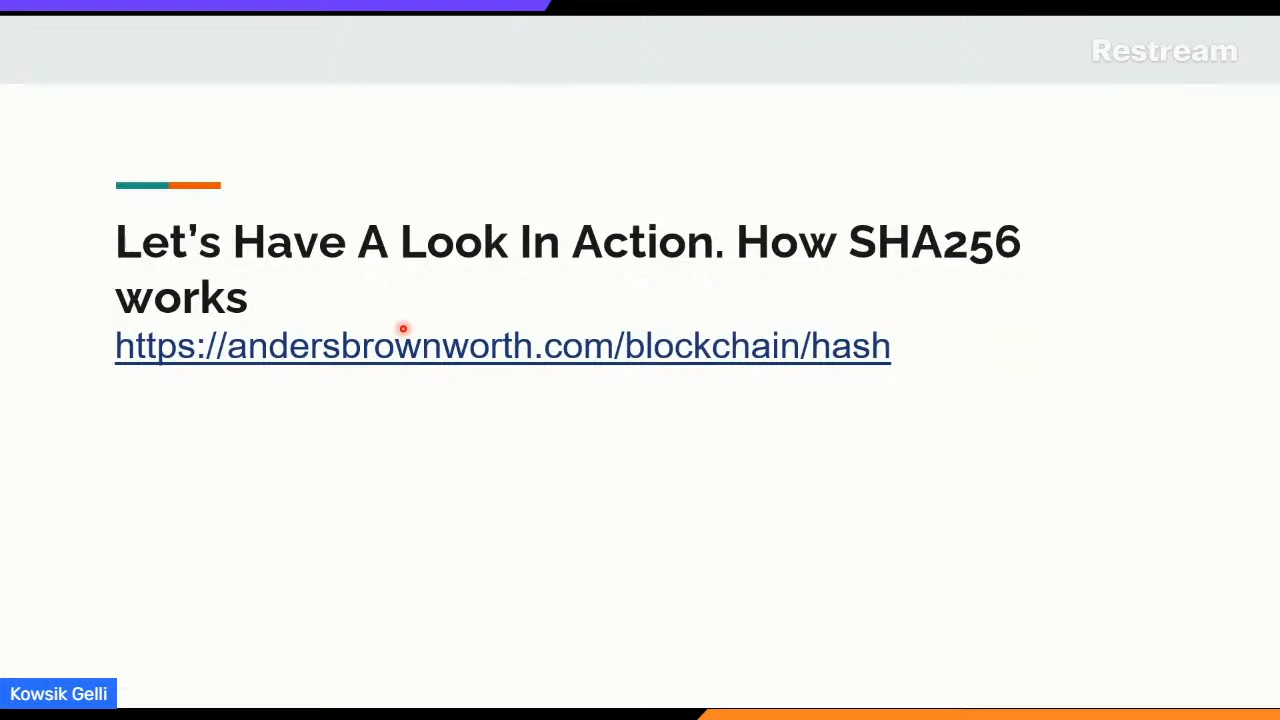 Restream
Let’s Have A Look In Action. How SHA256
works
https://andersbrownworth.com/blockchain/hash
Kowsik Gelli